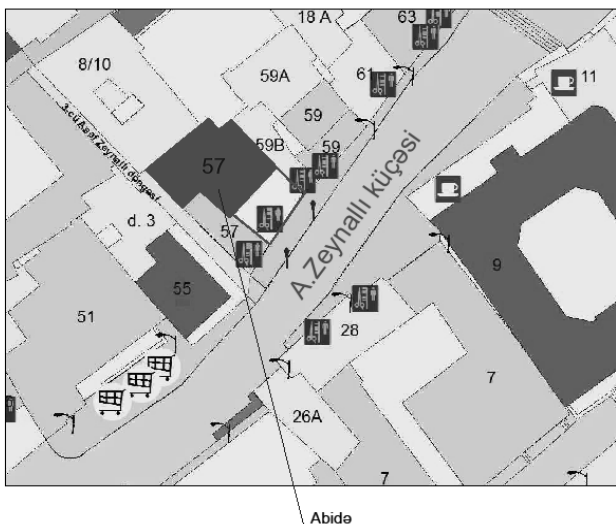 18 A
63
8/10
59A
61
11
59
59B
59
57
3-cü Asəf Zeynallı döngəsi
d. 3
57
A.Zeynallı küçəsi
9
55
51
28
7
26A
7
Abidə